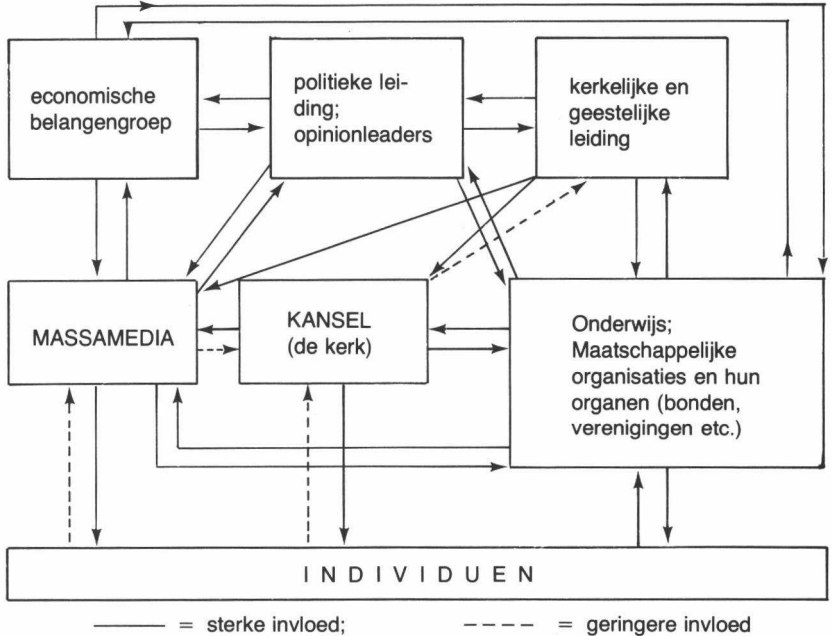 economische
belangengroep
politieke lei-
ding;
opinionleaders
kerkelijke en
geestelijke
leiding
MASSAMEDIA
KANSEL
(de kerk)
Onderwijs;
Maatschappelijke
organisaties en hun
organen (bonden,
verenigingen etc.)
INDIVIDUEN
= sterke invloed;
= geringere invloed